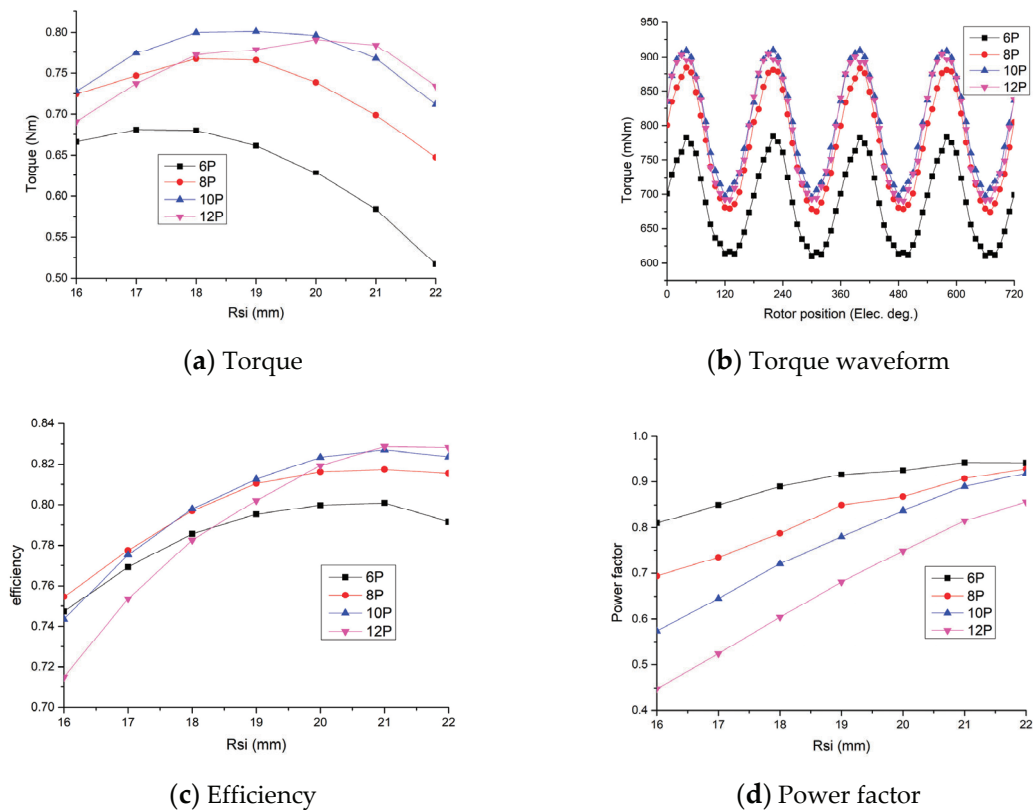 0.80
0.75
0.70
0.65
0.60
0.55
0.50
Torque (Nm)
6P
8P
10P
12P
16 17 18 19 20 21 22
Rsi (mm)
(a) Torque
1050
1000
950
900
850
800
750
700
650
600
Torque (mNm)
6P
8P
10P
12P
0 120 240 360 480 600 720
Rotor position (Elec. deg.)
(b) Torque waveform
0.84
0.82
0.80
0.78
0.76
0.74
0.72
0.70
efficiency
6P
8P
10P
12P
16 17 18 19 20 21 22
Rsi (mm)
(c) Efficiency
1.0
0.9
0.8
0.7
0.6
0.5
0.4
Power factor
6P
8P
10P
12P
16 17 18 19 20 21 22
Rsi (mm)
(d) Power factor